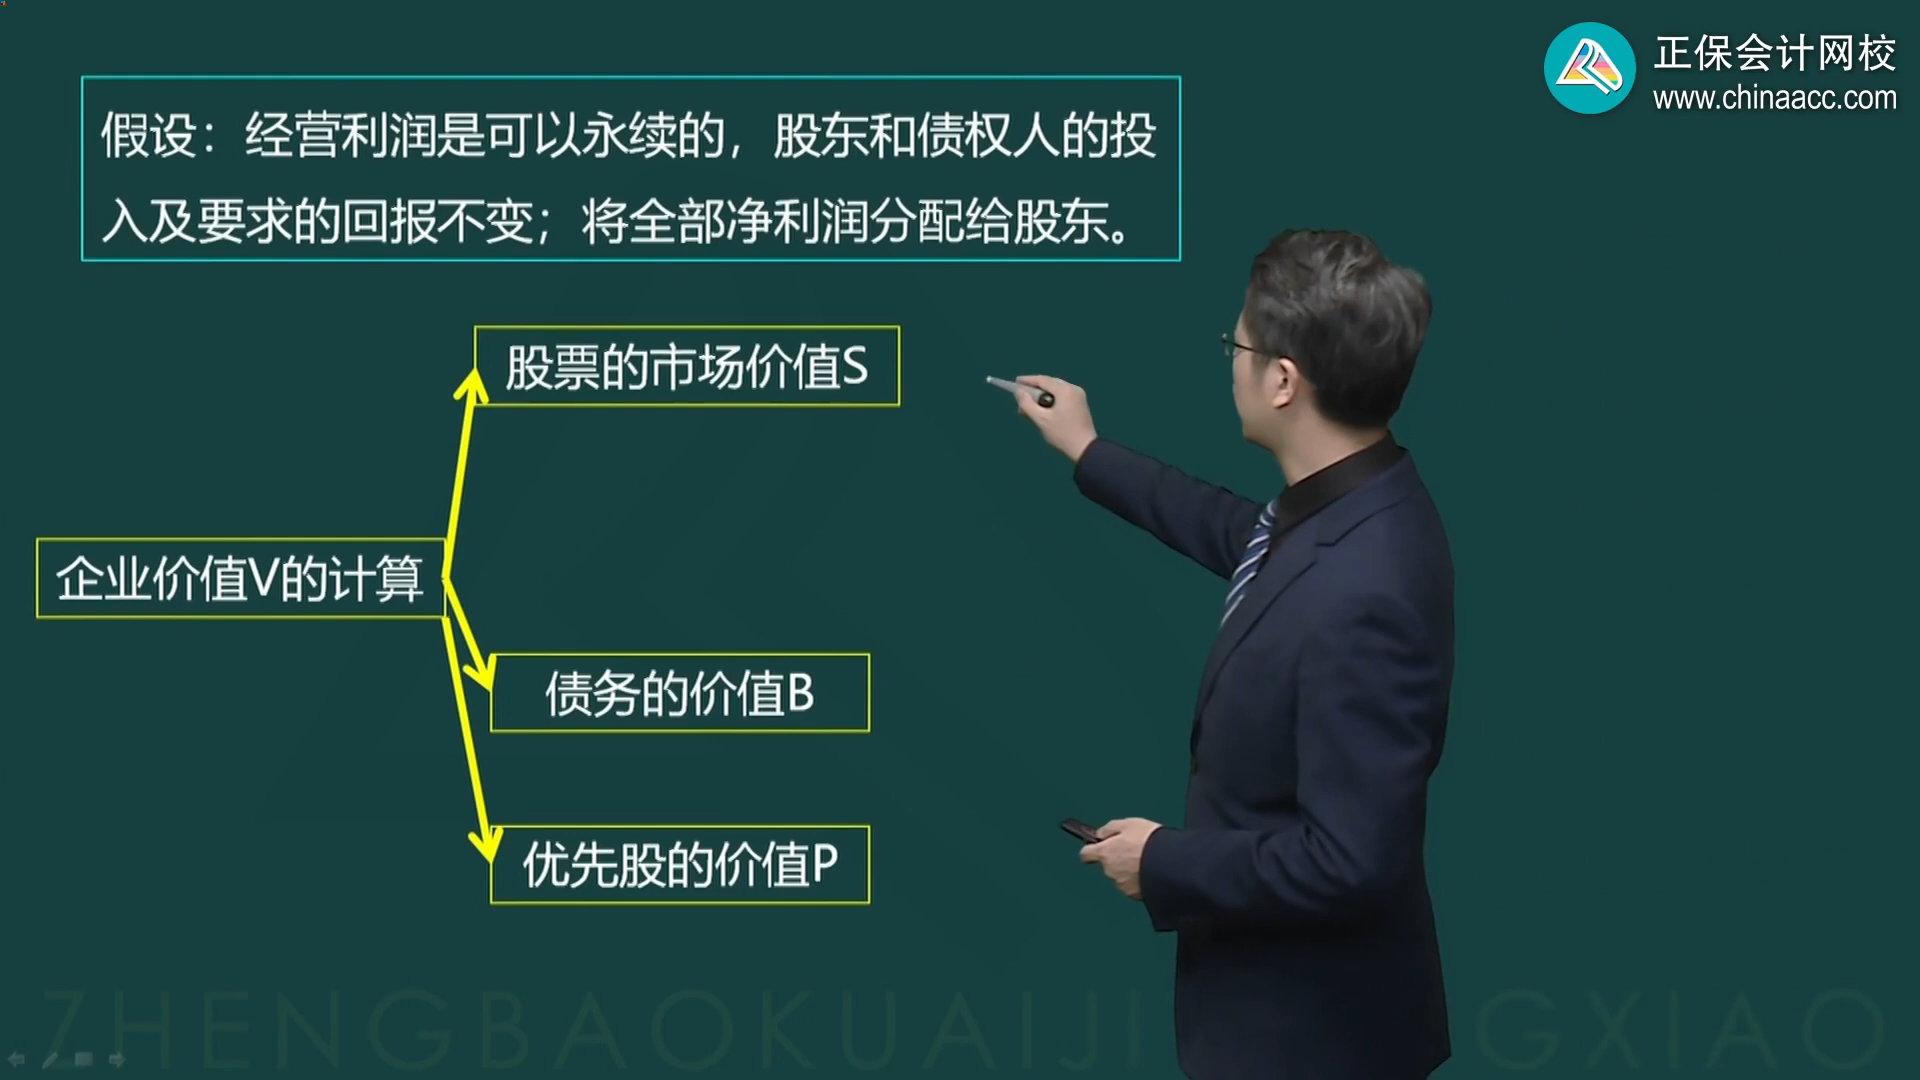 正保会计网校
www.chinaacc.com
假设：经营利润是可以永续的，股东和债权人的投
入及要求的回报不变；将全部净利润分配给股东。
股票的市场价值S
企业价值V的计算
债务的价值B
优先股的价值P
ZHENGBAOKUAIJI GXIAO